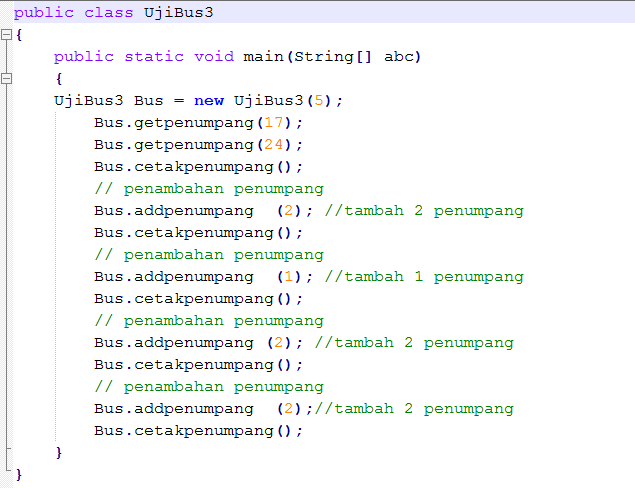 public class UjiBus3
{
    public static void main(String[] abc)
    {
    UjiBus3 Bus = new UjiBus3(5);
        Bus.getpenumpang(17);
        Bus.getpenumpang(24);
        Bus.cetakpenumpang();
        // penambahan penumpang
        Bus.addpenumpang  (2); //tambah 2 penumpang
        Bus.cetakpenumpang();
        // penambahan penumpang
        Bus.addpenumpang  (1); //tambah 1 penumpang
        Bus.cetakpenumpang();
        // penambahan penumpang
        Bus.addpenumpang (2); //tambah 2 penumpang
        Bus.cetakpenumpang();
        // penambahan penumpang
        Bus.addpenumpang  (2);//tambah 2 penumpang
        Bus.cetakpenumpang();
    }
}